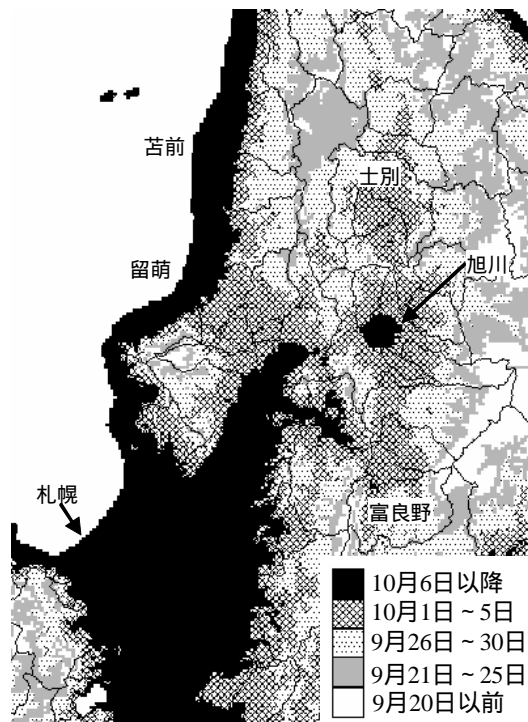 苫前
士別
留萌
旭川
札幌
富良野
10月6日以降
10月1日～5日
9月26日～30日
9月21日～25日
9月20日以前